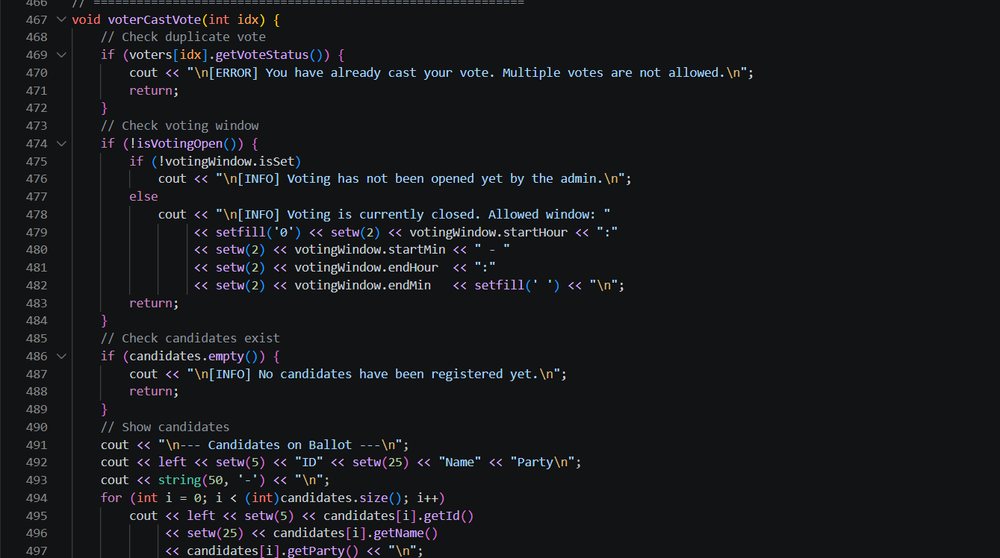 466 // ============================================================
467 void voterCastVote(int idx) {
468     // Check duplicate vote
469     if (voters[idx].getVoteStatus()) {
470         cout << "\n[ERROR] You have already cast your vote. Multiple votes are not allowed.\n";
471         return;
472     }
473     // Check voting window
474     if (!isVotingOpen()) {
475         if (!votingWindow.isSet)
476             cout << "\n[INFO] Voting has not been opened yet by the admin.\n";
477         else
478             cout << "\n[INFO] Voting is currently closed. Allowed window: "
479                  << setfill('0') << setw(2) << votingWindow.startHour << ":"
480                  << setw(2) << votingWindow.startMin << " - "
481                  << setw(2) << votingWindow.endHour  << ":"
482                  << setw(2) << votingWindow.endMin   << setfill(' ') << "\n";
483         return;
484     }
485     // Check candidates exist
486     if (candidates.empty()) {
487         cout << "\n[INFO] No candidates have been registered yet.\n";
488         return;
489     }
490     // Show candidates
491     cout << "\n--- Candidates on Ballot ---\n";
492     cout << left << setw(5) << "ID" << setw(25) << "Name" << "Party\n";
493     cout << string(50, '-') << "\n";
494     for (int i = 0; i < (int)candidates.size(); i++)
495         cout << left << setw(5) << candidates[i].getId()
496              << setw(25) << candidates[i].getName()
497              << candidates[i].getParty() << "\n";